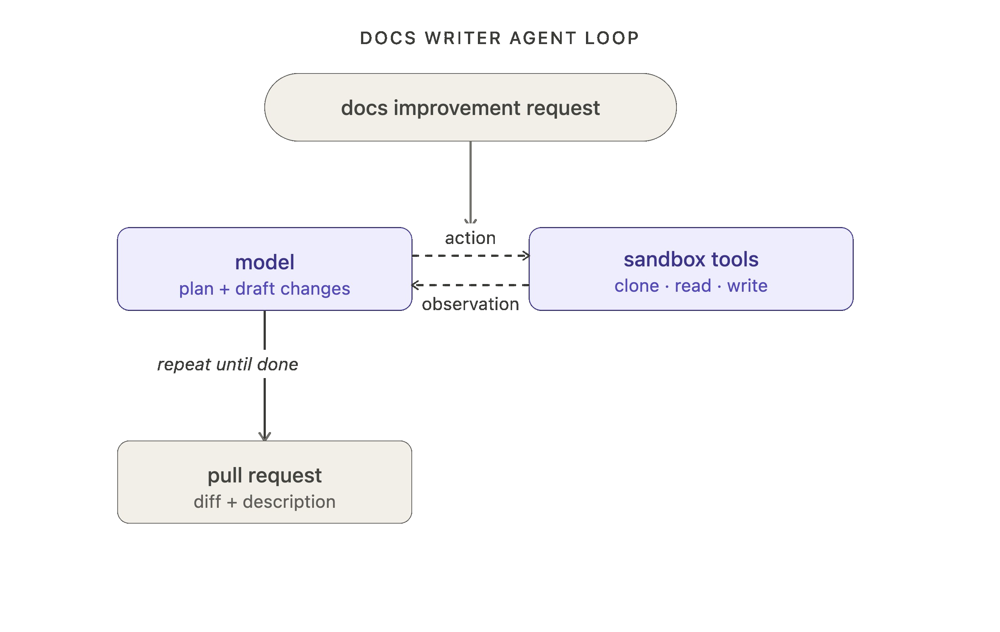 DOCS WRITER AGENT LOOP
docs improvement request
action
model
plan + draft changes
sandbox tools
clone · read · write
observation
repeat until done
pull request
diff + description